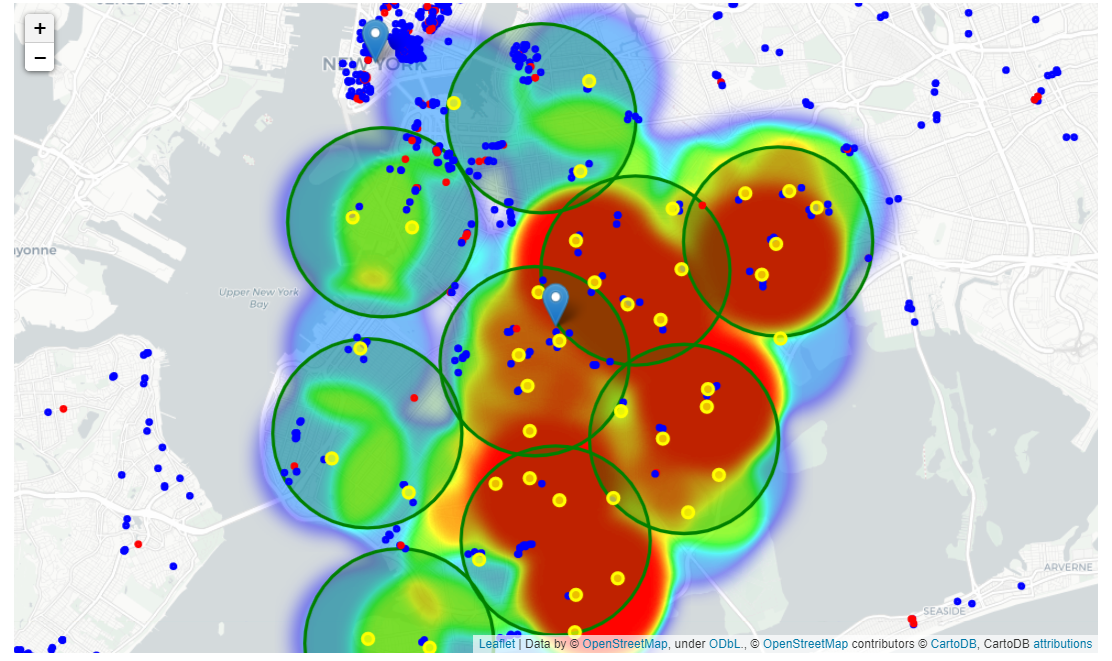 +
−
NEW YORK
Upper New York
Bay
ARVERNE
SEASIDE
Leaflet | Data by © OpenStreetMap, under ODbL., © OpenStreetMap contributors © CartoDB, CartoDB attributions